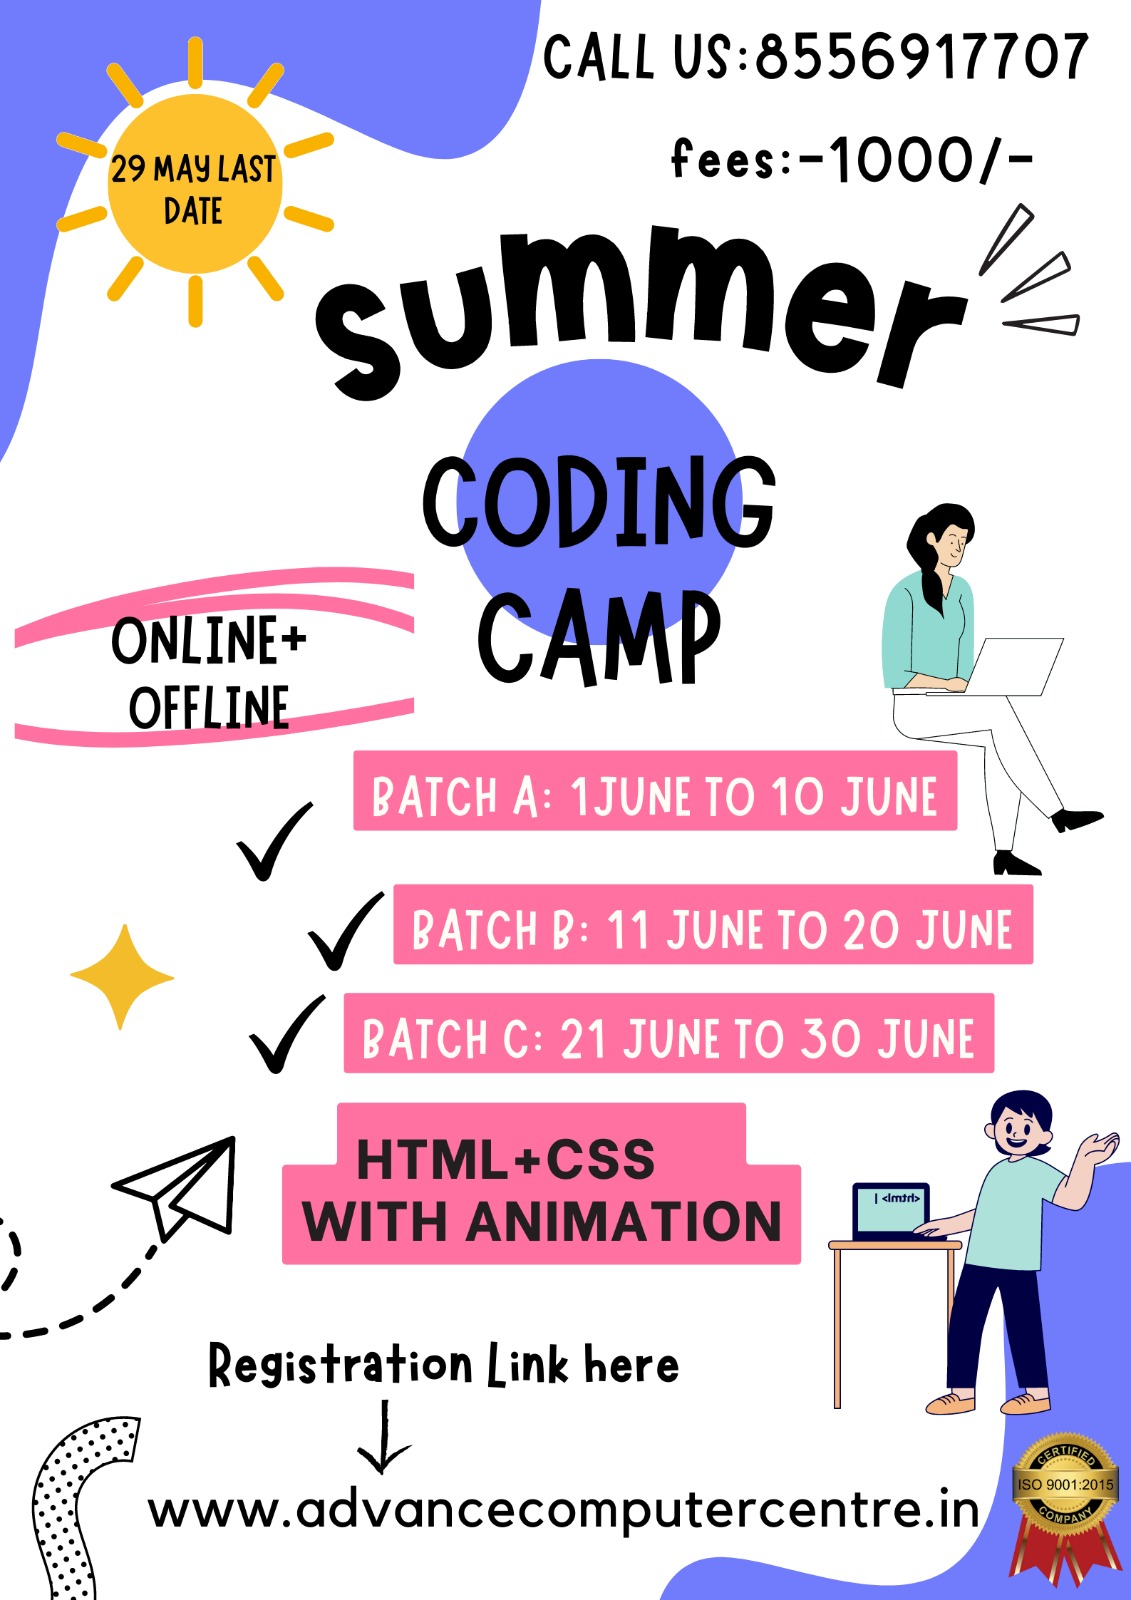 CALL US:8556917707
29 MAY LAST
DATE
fees:-1000/-
summer
CODING
CAMP
ONLINE+
OFFLINE
BATCH A: 1JUNE TO 10 JUNE
BATCH B: 11 JUNE TO 20 JUNE
BATCH C: 21 JUNE TO 30 JUNE
HTML+CSS
WITH ANIMATION
<html> |
Registration Link here
www.advancecomputercentre.in
CERTIFIED
ISO 9001:2015
COMPANY